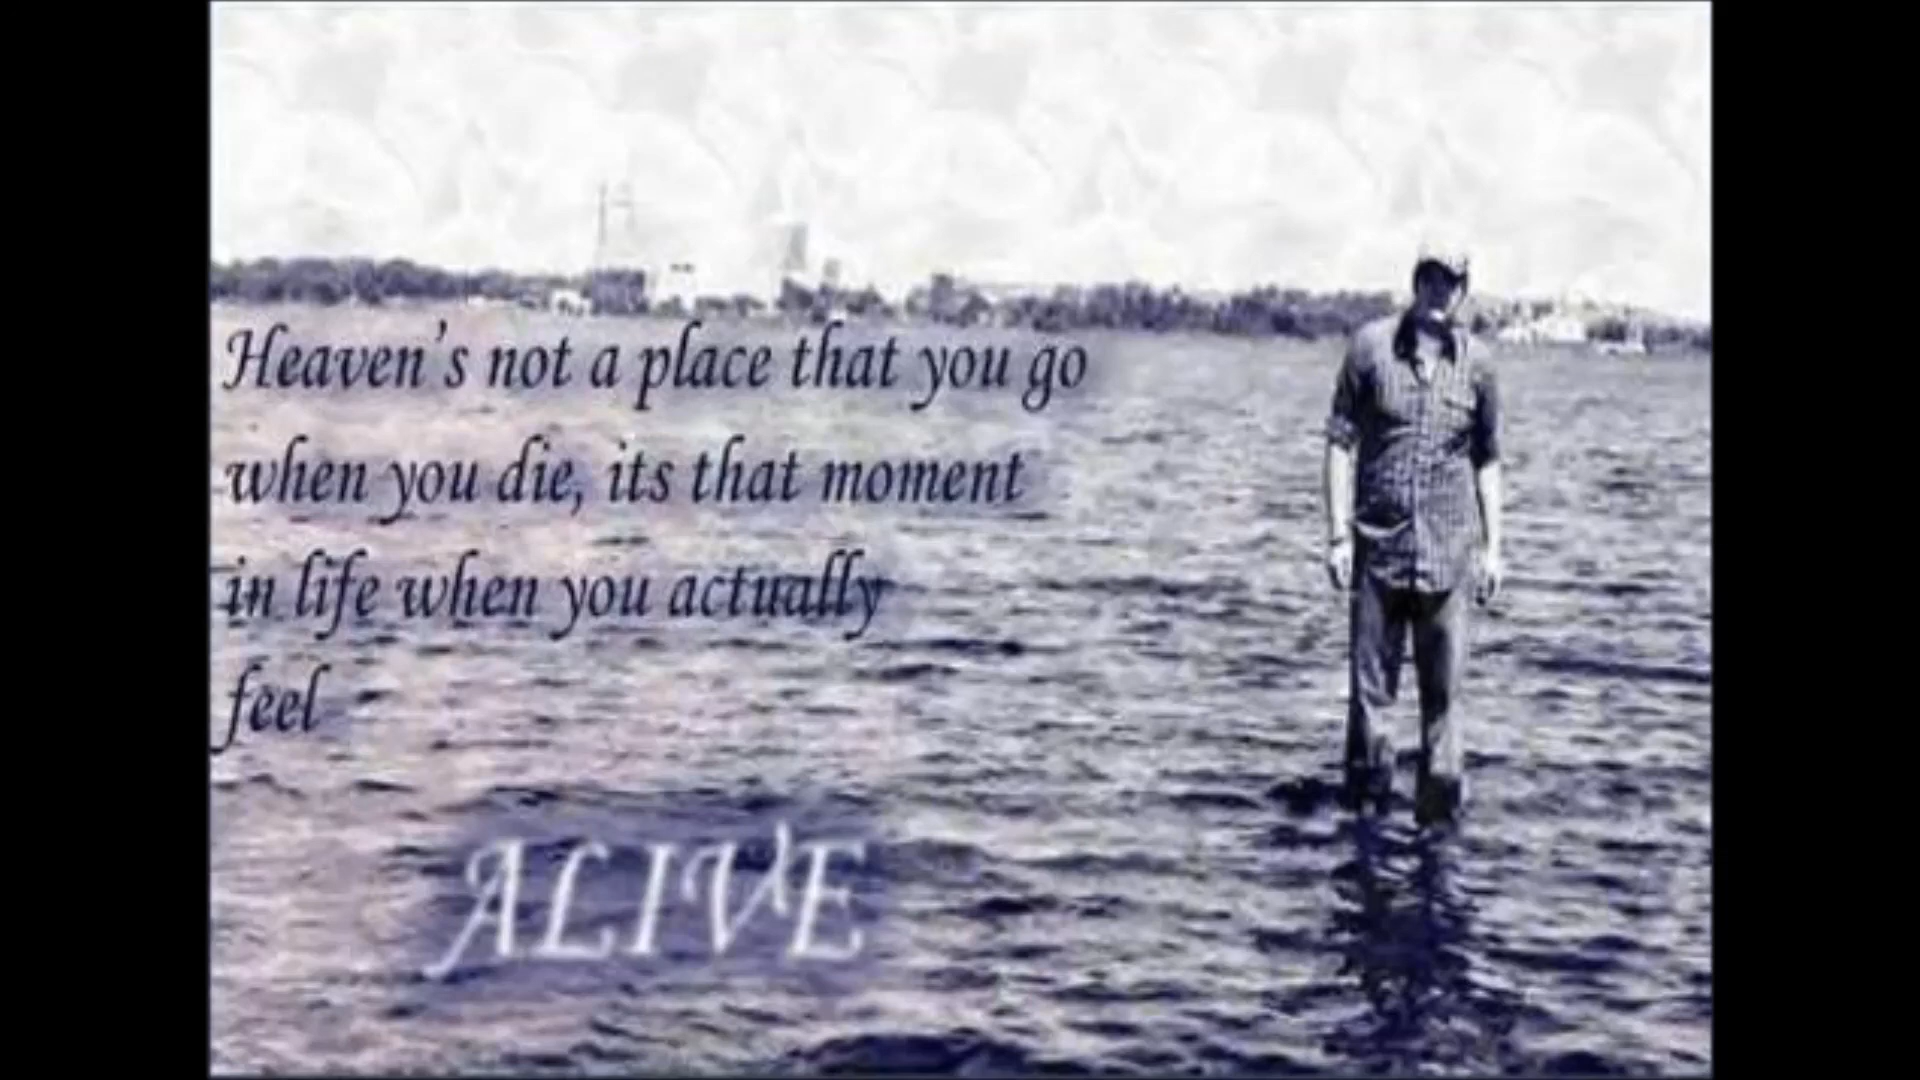 Heaven's not a place that you go
when you die, its that moment
in life when you actually
feel
ALIVE